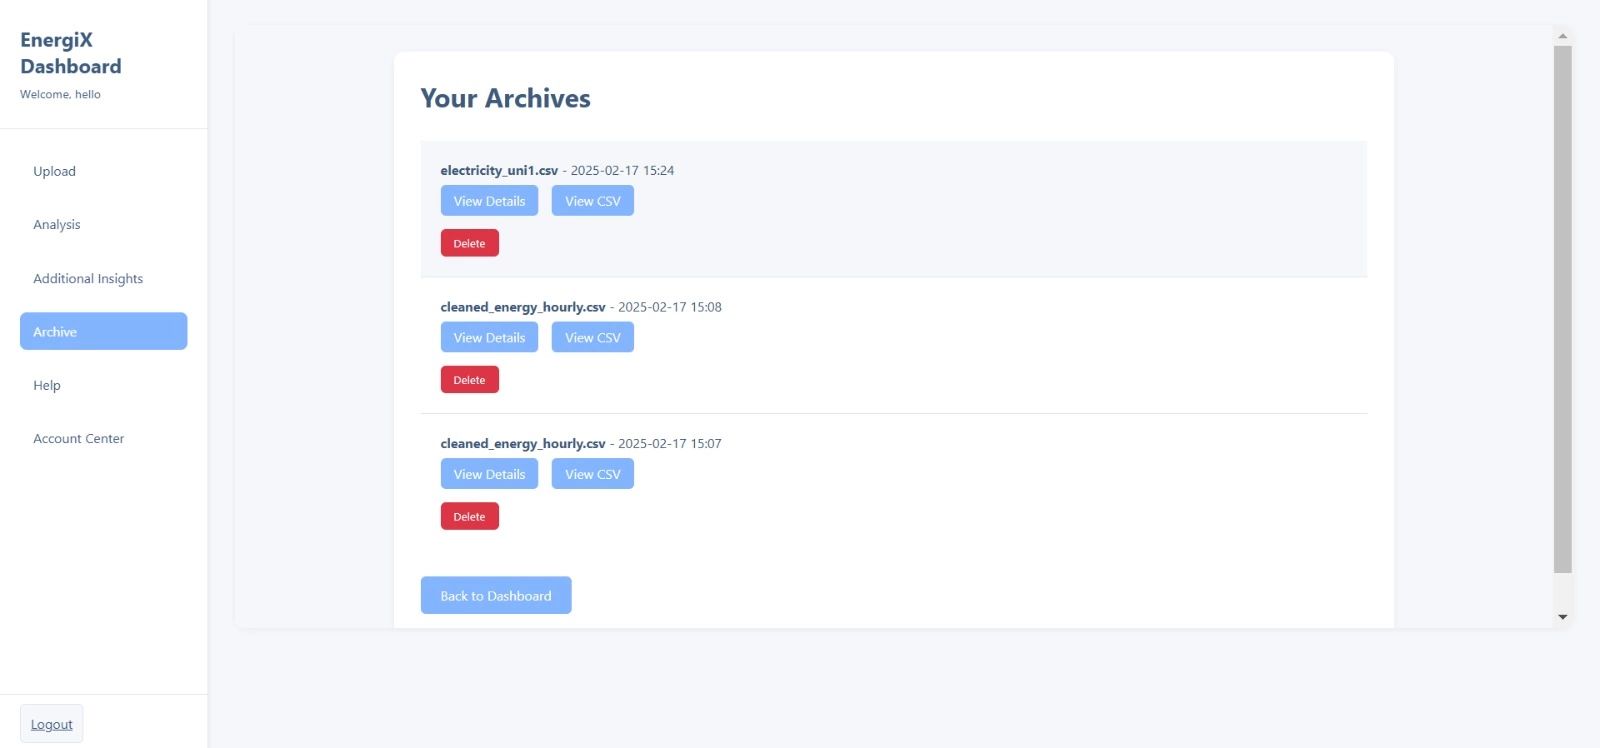 EnergiX
Dashboard
Welcome, hello
Upload
Analysis
Additional Insights
Archive
Help
Account Center
Logout
Your Archives
electricity_uni1.csv - 2025-02-17 15:24
View Details View CSV
Delete
cleaned_energy_hourly.csv - 2025-02-17 15:08
View Details View CSV
Delete
cleaned_energy_hourly.csv - 2025-02-17 15:07
View Details View CSV
Delete
Back to Dashboard